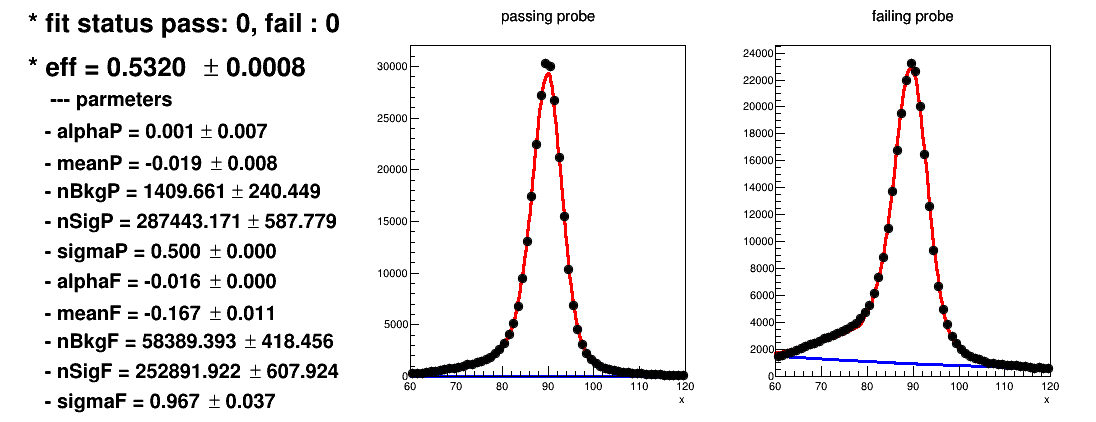 * fit status pass: 0, fail : 0
* eff = 0.5320 ± 0.0008
--- parmeters
- alphaP = 0.001 ± 0.007
- meanP = -0.019 ± 0.008
- nBkgP = 1409.661 ± 240.449
- nSigP = 287443.171 ± 587.779
- sigmaP = 0.500 ± 0.000
- alphaF = -0.016 ± 0.000
- meanF = -0.167 ± 0.011
- nBkgF = 58389.393 ± 418.456
- nSigF = 252891.922 ± 607.924
- sigmaF = 0.967 ± 0.037
passing probe
30000
25000
20000
15000
10000
5000
0
60 70 80 90 100 110 120
x
failing probe
24000
22000
20000
18000
16000
14000
12000
10000
8000
6000
4000
2000
0
60 70 80 90 100 110 120
x